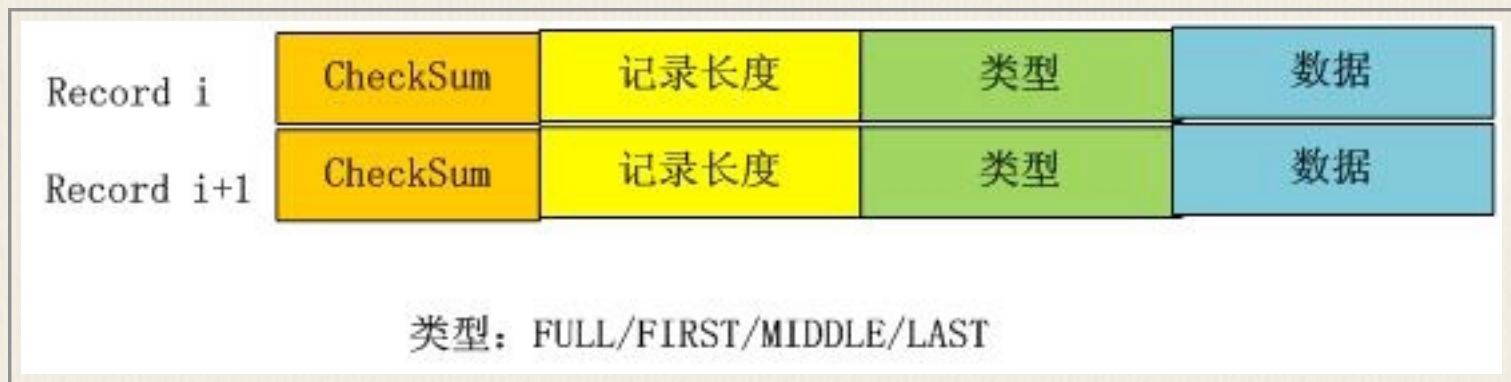 Record i CheckSum 记录长度 类型 数据
Record i+1 CheckSum 记录长度 类型 数据
类型：FULL/FIRST/MIDDLE/LAST